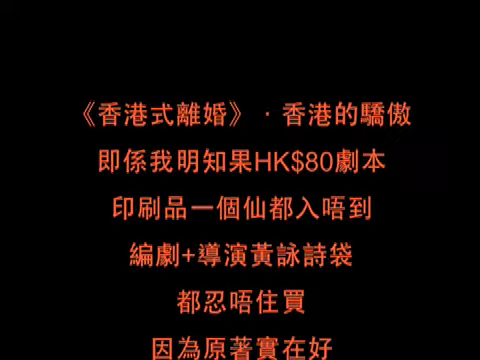 《香港式離婚》．香港的驕傲
即係我明知果HK$80劇本
印刷品一個仙都入唔到
編劇+導演黃詠詩袋
都忍唔住買
因為原著實在好